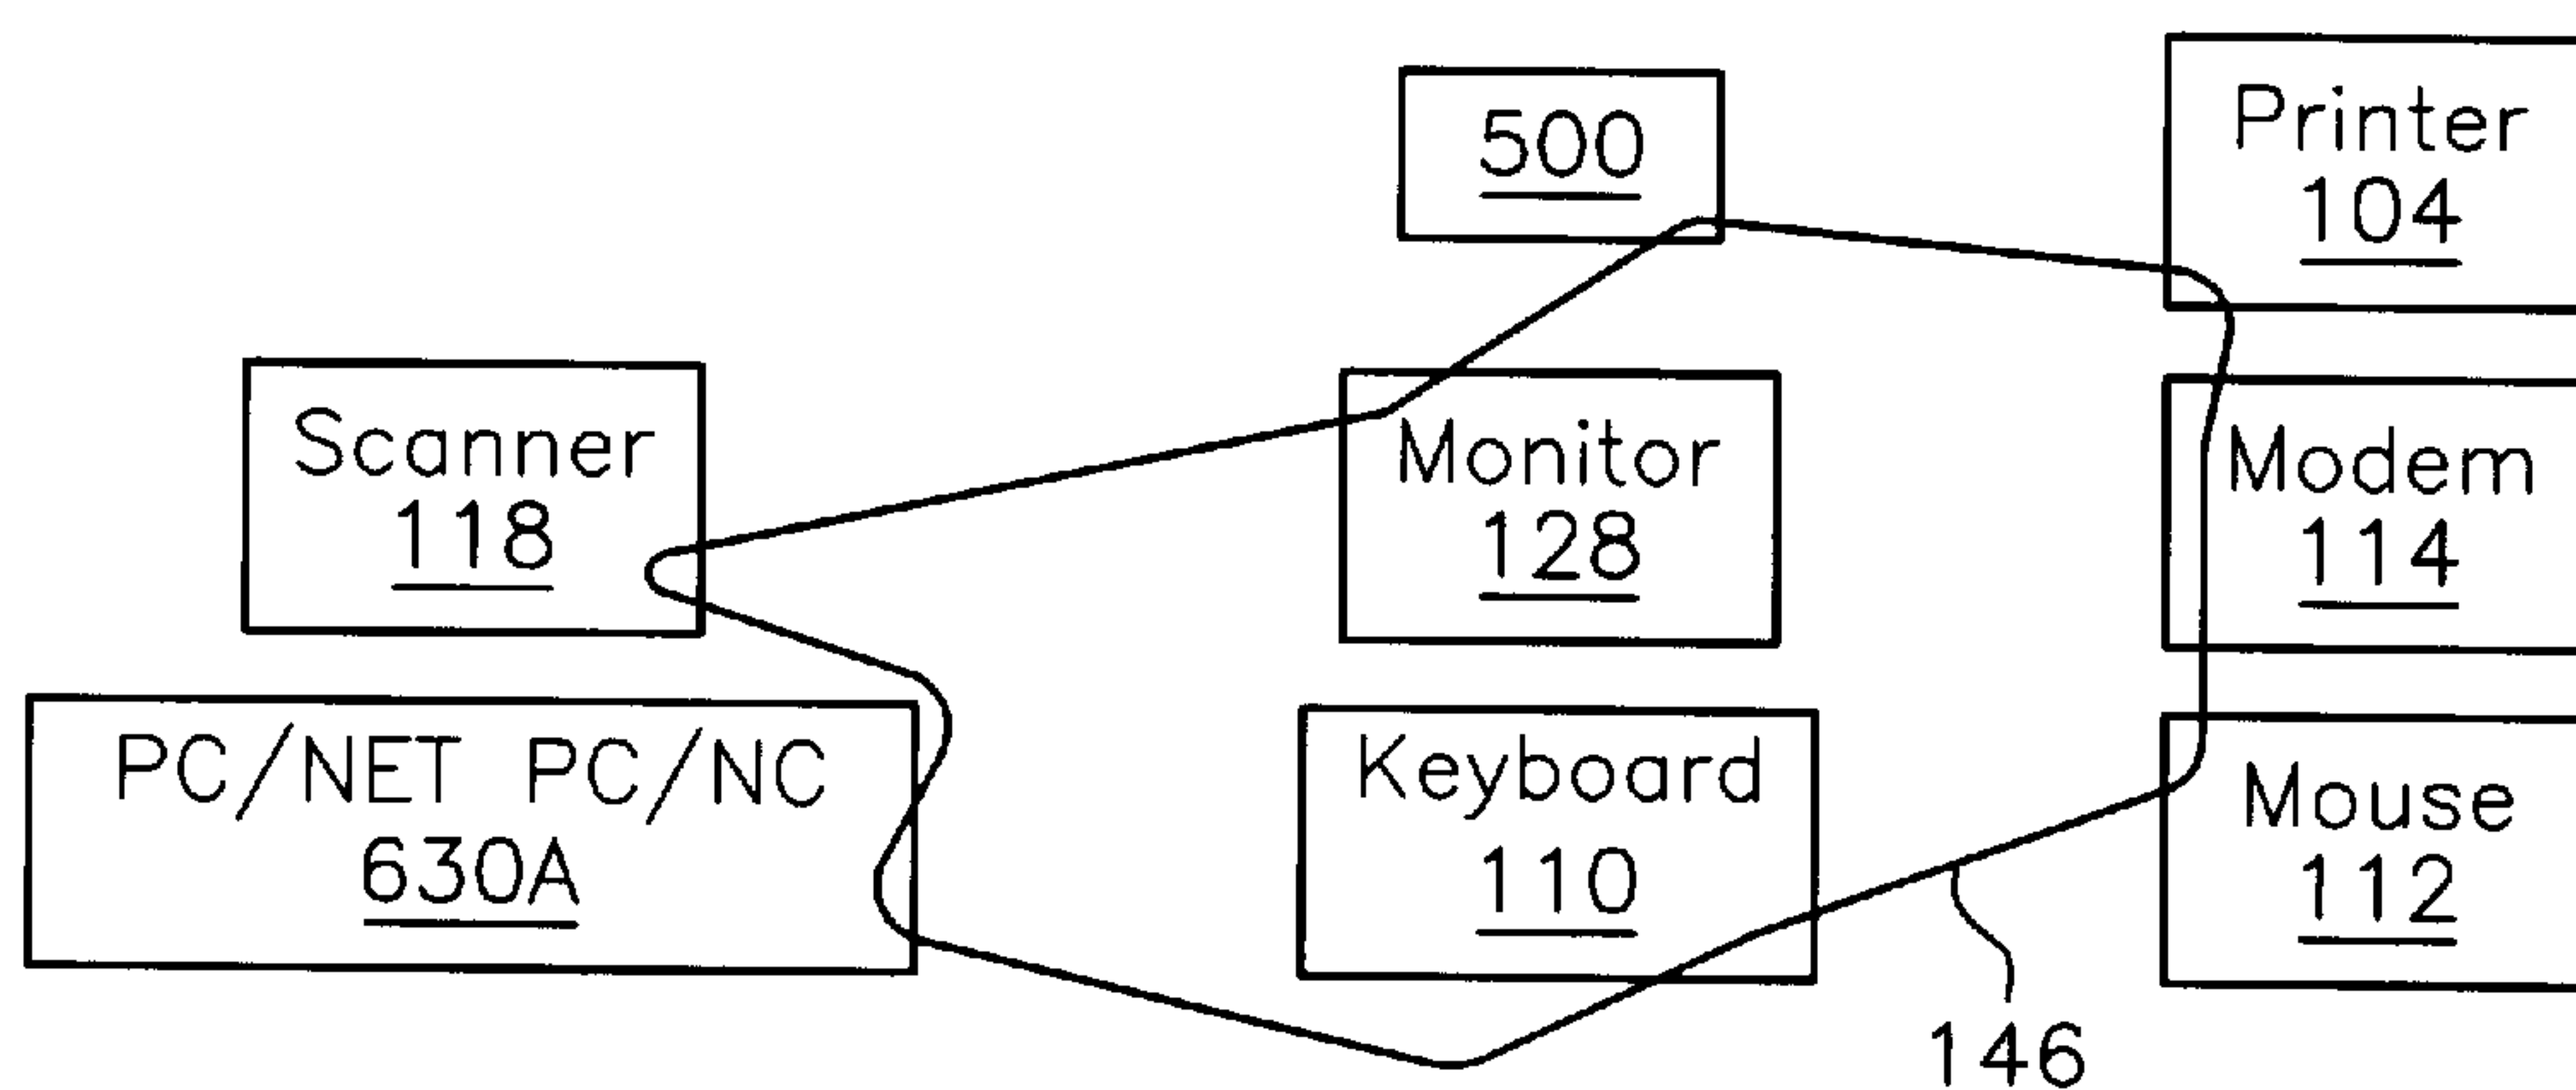 500
Printer
104
Scanner
118
Monitor
128
Modem
114
PC/NET PC/NC
630A
Keyboard
110
Mouse
112
146